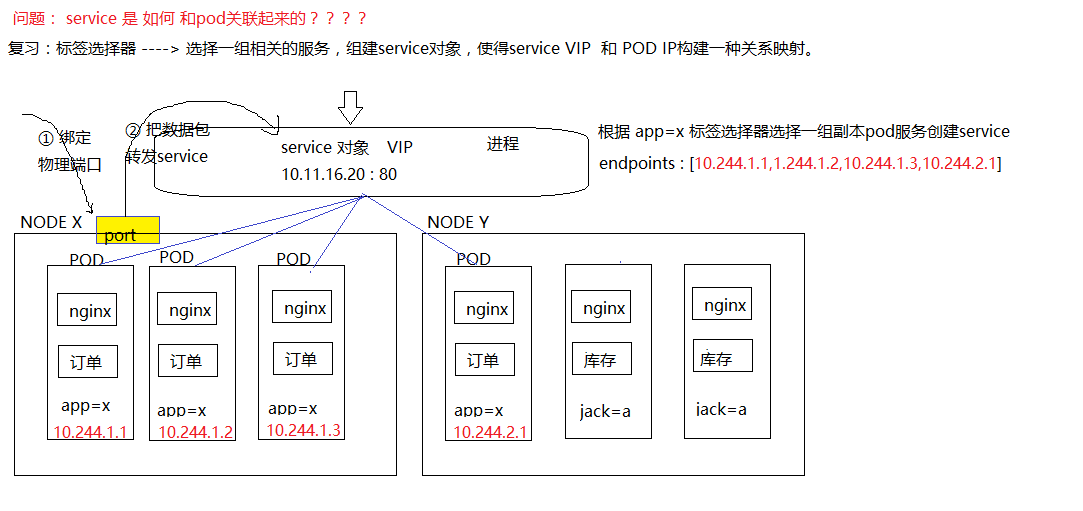 问题： service 是 如何 和pod关联起来的？？？？
复习：标签选择器 ----> 选择一组相关的服务，组建service对象，使得service VIP 和 POD IP构建一种关系映射。
① 绑定
物理端口
② 把数据包
转发service
service 对象 VIP
10.11.16.20 : 80
进程
根据 app=x 标签选择器选择一组副本pod服务创建service
endpoints : [10.244.1.1,1.244.1.2,10.244.1.3,10.244.2.1]
NODE X
port
POD
nginx
订单
app=x
10.244.1.1
POD
nginx
订单
app=x
10.244.1.2
POD
nginx
订单
app=x
10.244.1.3
NODE Y
POD
nginx
订单
app=x
10.244.2.1
nginx
库存
jack=a
nginx
库存
jack=a